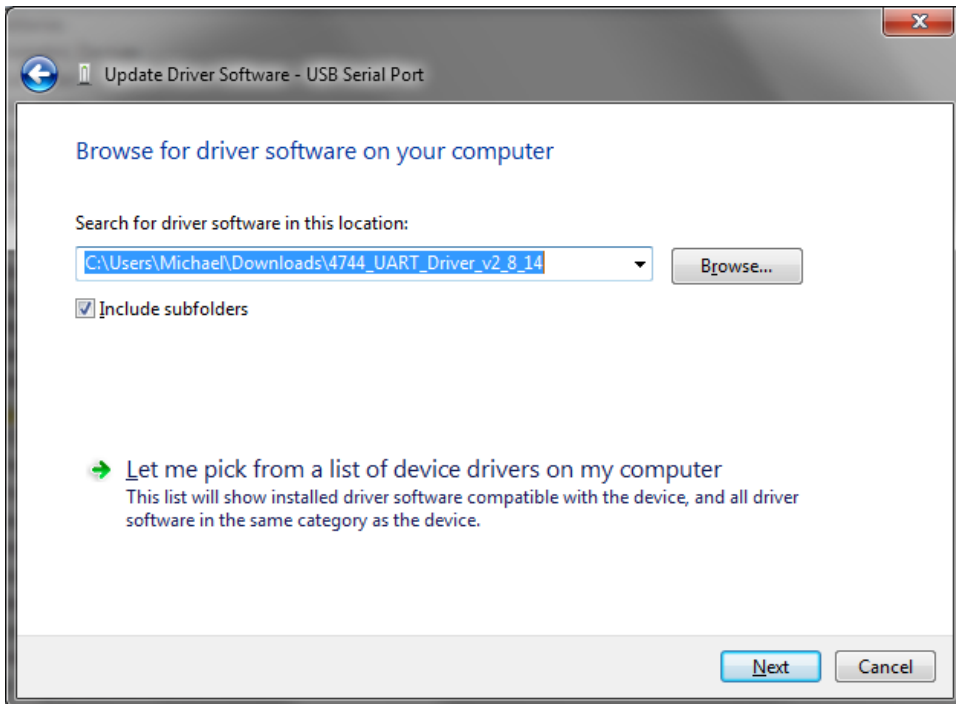 Update Driver Software - USB Serial Port
Browse for driver software on your computer
Search for driver software in this location:
C:\Users\Michael\Downloads\4744_UART_Driver_v2_8_14
Browse...
Include subfolders
Let me pick from a list of device drivers on my computer
This list will show installed driver software compatible with the device, and all driver
software in the same category as the device.
Next
Cancel